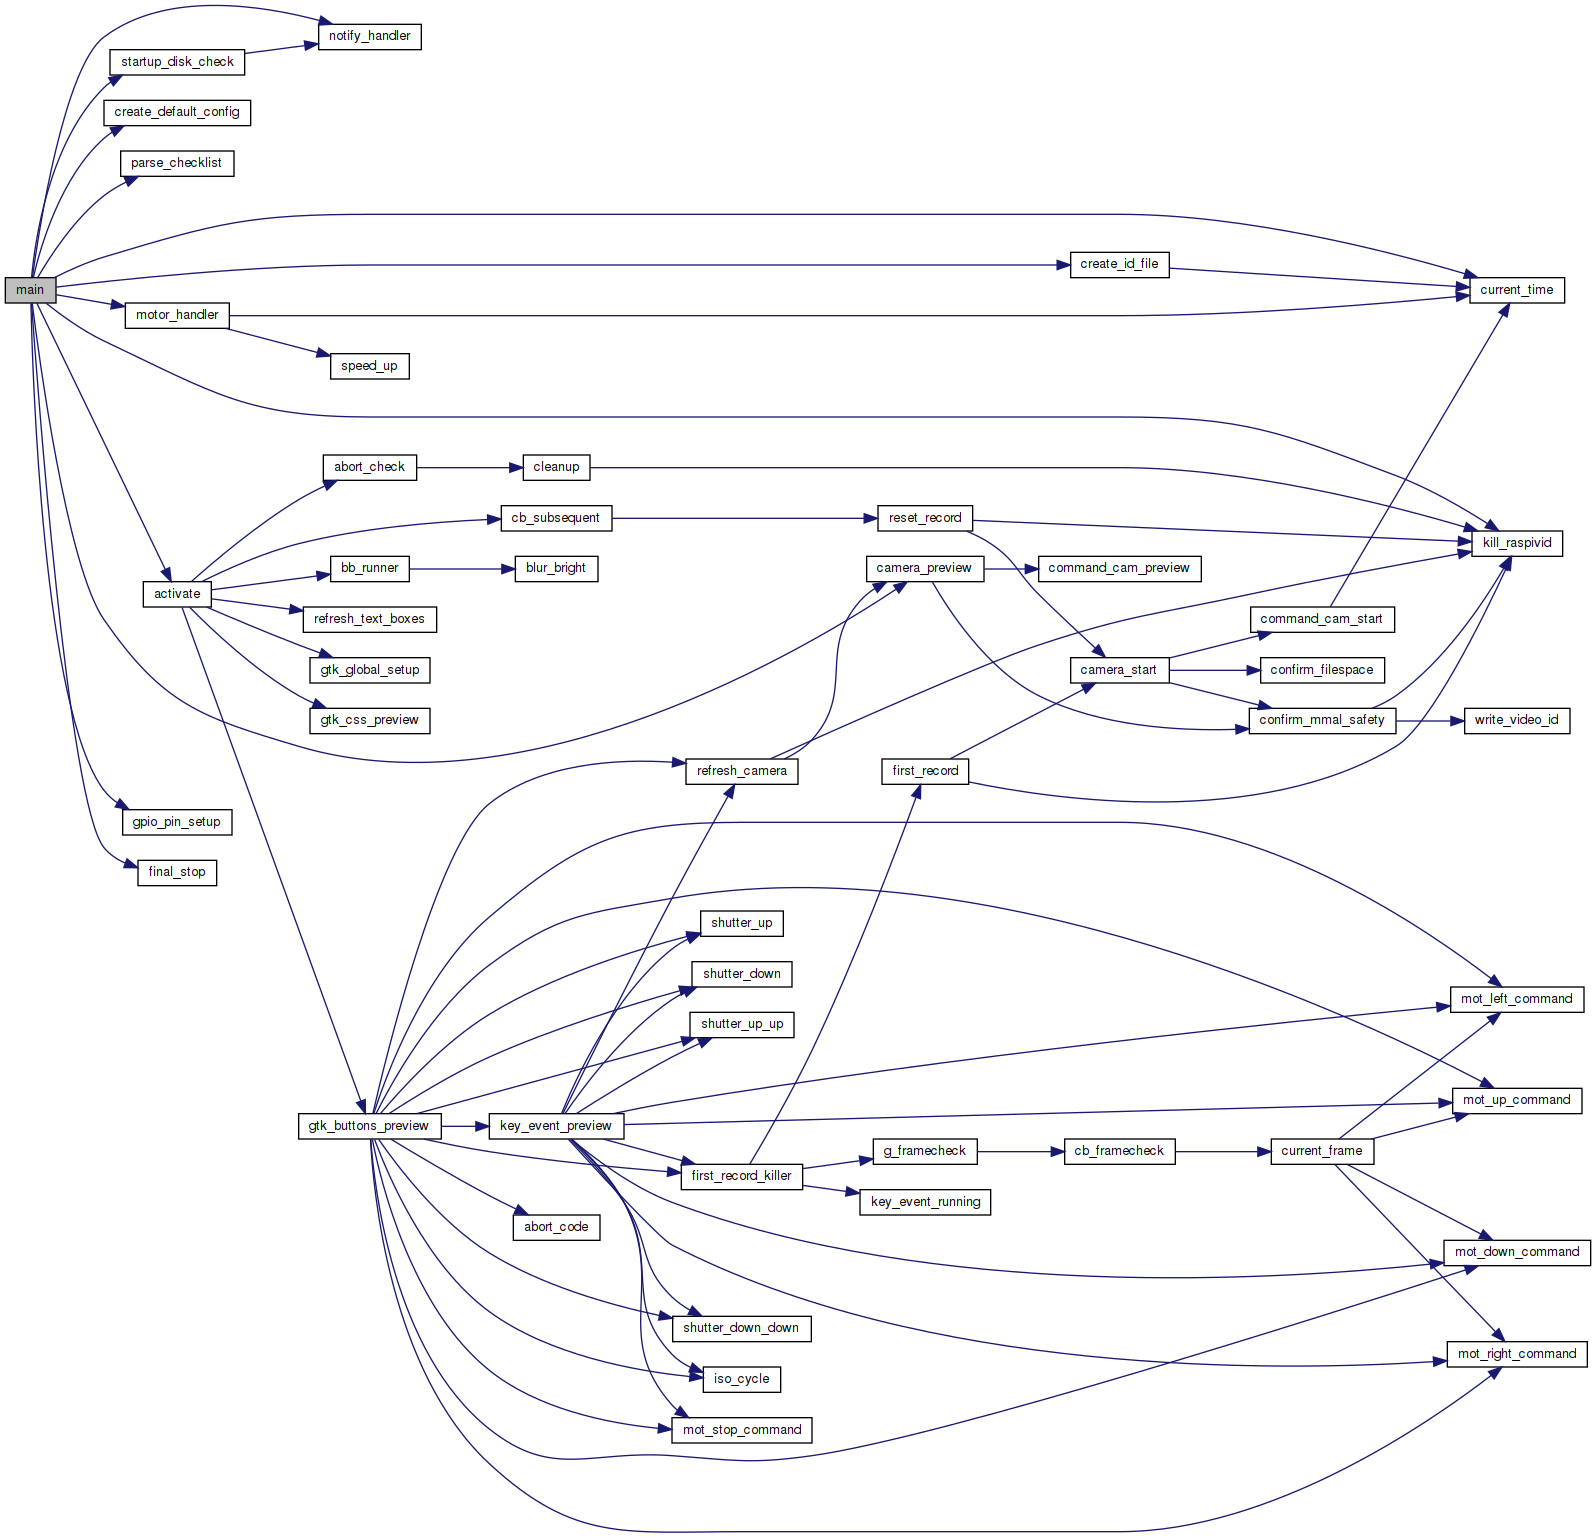 notify_handler
startup_disk_check
create_default_config
parse_checklist
create_id_file
main
current_time
motor_handler
speed_up
abort_check
cleanup
cb_subsequent
reset_record
kill_raspivid
bb_runner
blur_bright
camera_preview
command_cam_preview
activate
refresh_text_boxes
command_cam_start
gtk_global_setup
camera_start
confirm_filespace
gtk_css_preview
confirm_mmal_safety
write_video_id
refresh_camera
first_record
gpio_pin_setup
final_stop
shutter_up
shutter_down
mot_left_command
shutter_up_up
mot_up_command
gtk_buttons_preview
key_event_preview
g_framecheck
cb_framecheck
current_frame
first_record_killer
key_event_running
abort_code
mot_down_command
shutter_down_down
mot_right_command
iso_cycle
mot_stop_command